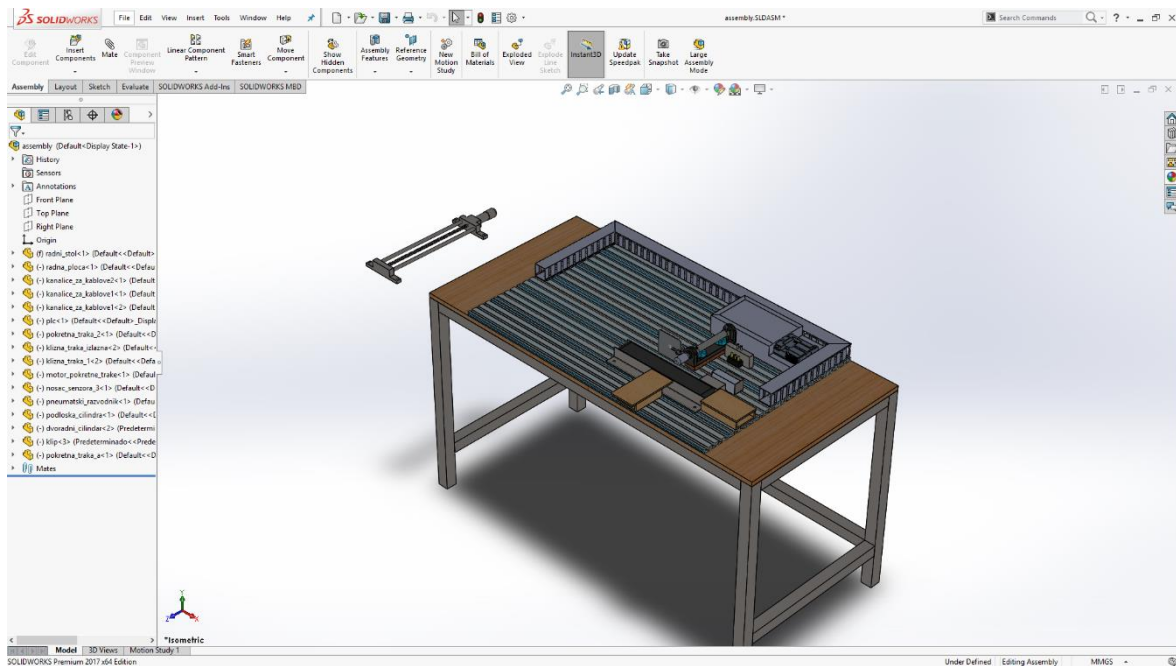 SOLIDWORKS
File Edit View Insert Tools Window Help
assembly.SLDASM *
Search Commands
Edit Component
Insert Components
Mate
Component Preview Window
Linear Component Pattern
Smart Fasteners
Move Component
Show Hidden Components
Assembly Features
Reference Geometry
New Motion Study
Bill of Materials
Exploded View
Explode Line Sketch
Instant3D
Update Speedpak
Take Snapshot
Large Assembly Mode
Assembly Layout Sketch Evaluate SOLIDWORKS Add-Ins SOLIDWORKS MBD
assembly (Default<Display State-1>)
History
Sensors
Annotations
Front Plane
Top Plane
Right Plane
Origin
(f) radni_stol<1> (Default<<Default>
(-) radna_ploca<1> (Default<<Defau
(-) kanalice_za_kablove2<1> (Default
(-) kanalice_za_kablove1<1> (Default
(-) kanalice_za_kablove1<2> (Default
(-) plc<1> (Default<<Default>_Displa
(-) pokretna_traka_2<1> (Default<<D
(-) klizna_traka_izlazna<2> (Default<
(-) klizna_traka_1<2> (Default<<Defa
(-) motor_pokretne_trake<1> (Defaul
(-) nosac_senzora_3<1> (Default<<D
(-) pneumatski_razvodnik<1> (Defau
(-) podloska_cilindra<1> (Default<<D
(-) dvoradni_cilindar<2> (Predetermi
(-) klip<3> (Predeterminado<<Prede
(-) pokretna_traka_a<1> (Default<<D
Mates
Y
Z X
*Isometric
Model 3D Views Motion Study 1
SOLIDWORKS Premium 2017 x64 Edition
Under Defined Editing Assembly MMGS